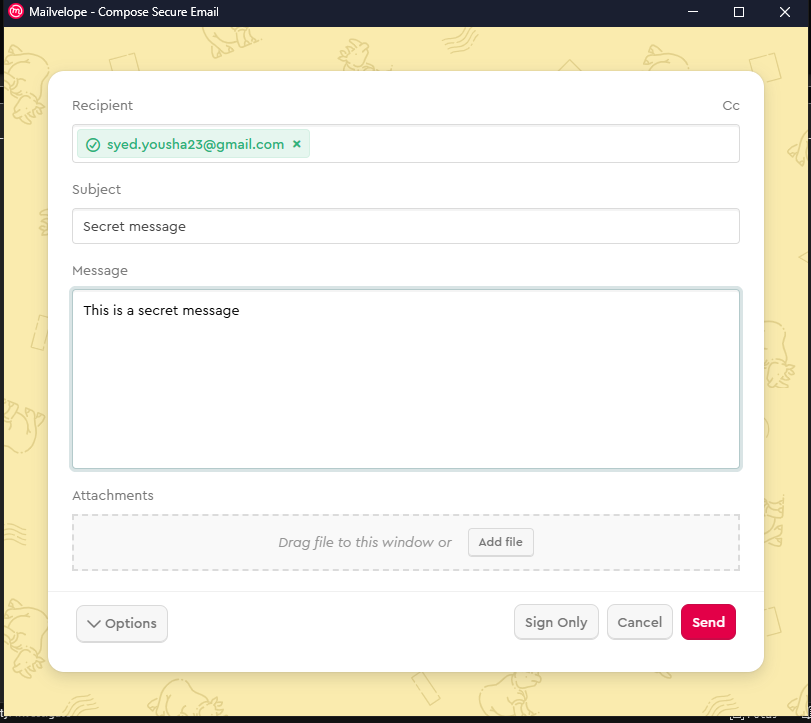 Mailvelope - Compose Secure Email
Recipient Cc
syed.yousha23@gmail.com ×
Subject
Secret message
Message
This is a secret message
Attachments
Drag file to this window or Add file
Options Sign Only Cancel Send